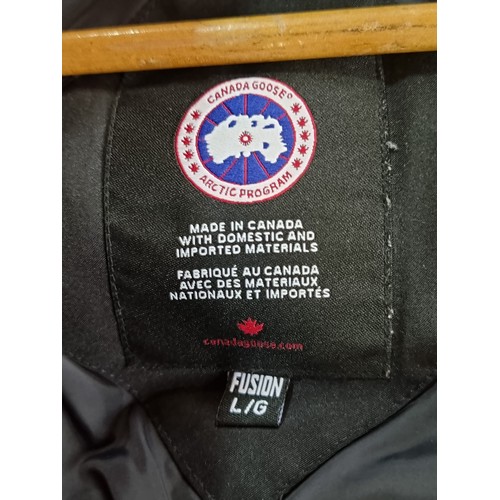 CANADA GOOSE®
ARCTIC PROGRAM
MADE IN CANADA
WITH DOMESTIC AND
IMPORTED MATERIALS
FABRIQUÉ AU CANADA
AVEC DES MATERIAUX
NATIONAUX ET IMPORTÉS
canadagoose.com
FUSION
L/G